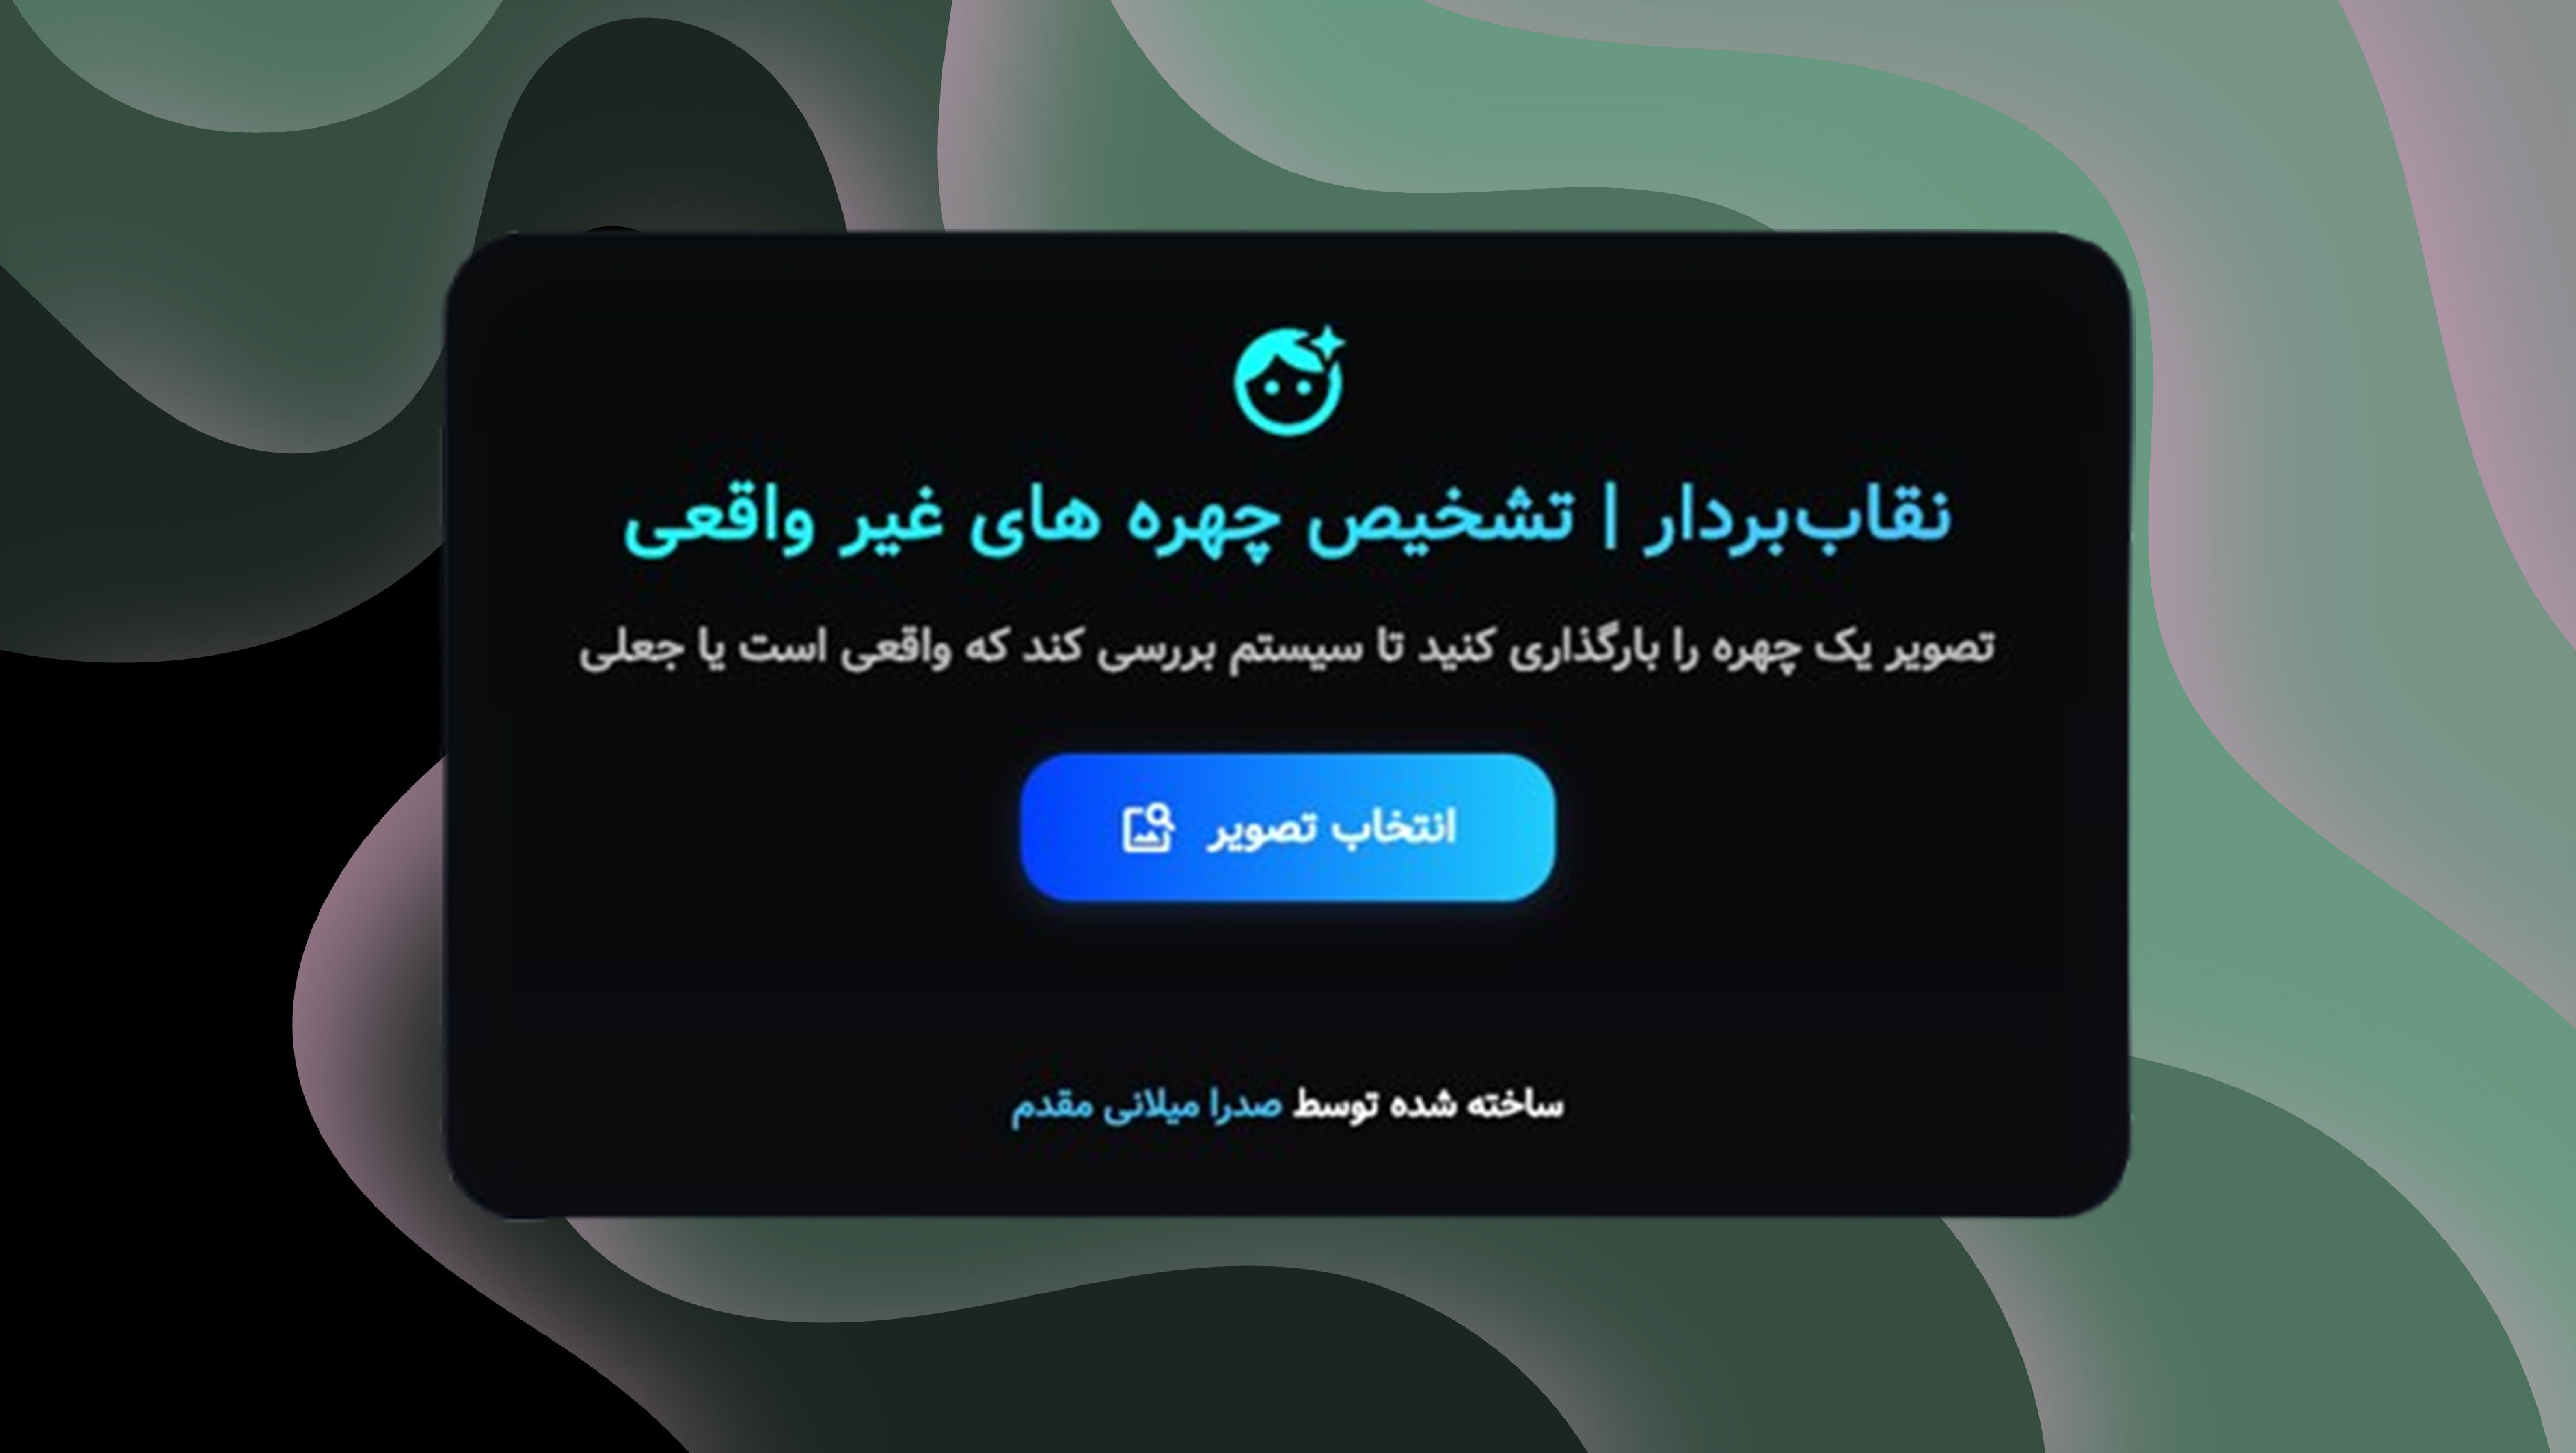 نقاب‌بردار | تشخیص چهره های غیر واقعی
تصویر یک چهره را بارگذاری کنید تا سیستم بررسی کند که واقعی است یا جعلی
انتخاب تصویر
ساخته شده توسط صدرا میلانی مقدم